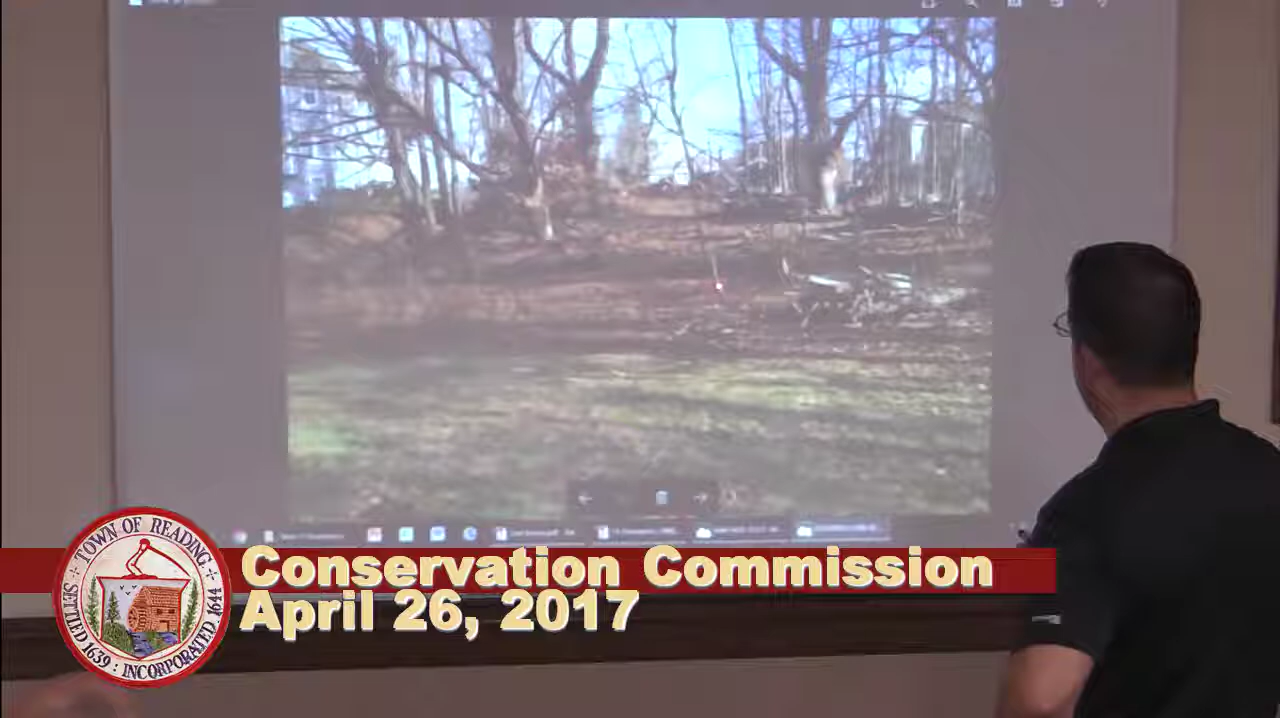 Conservation Commission
April 26, 2017
TOWN OF READING
SETTLED 1639 : INCORPORATED 1644